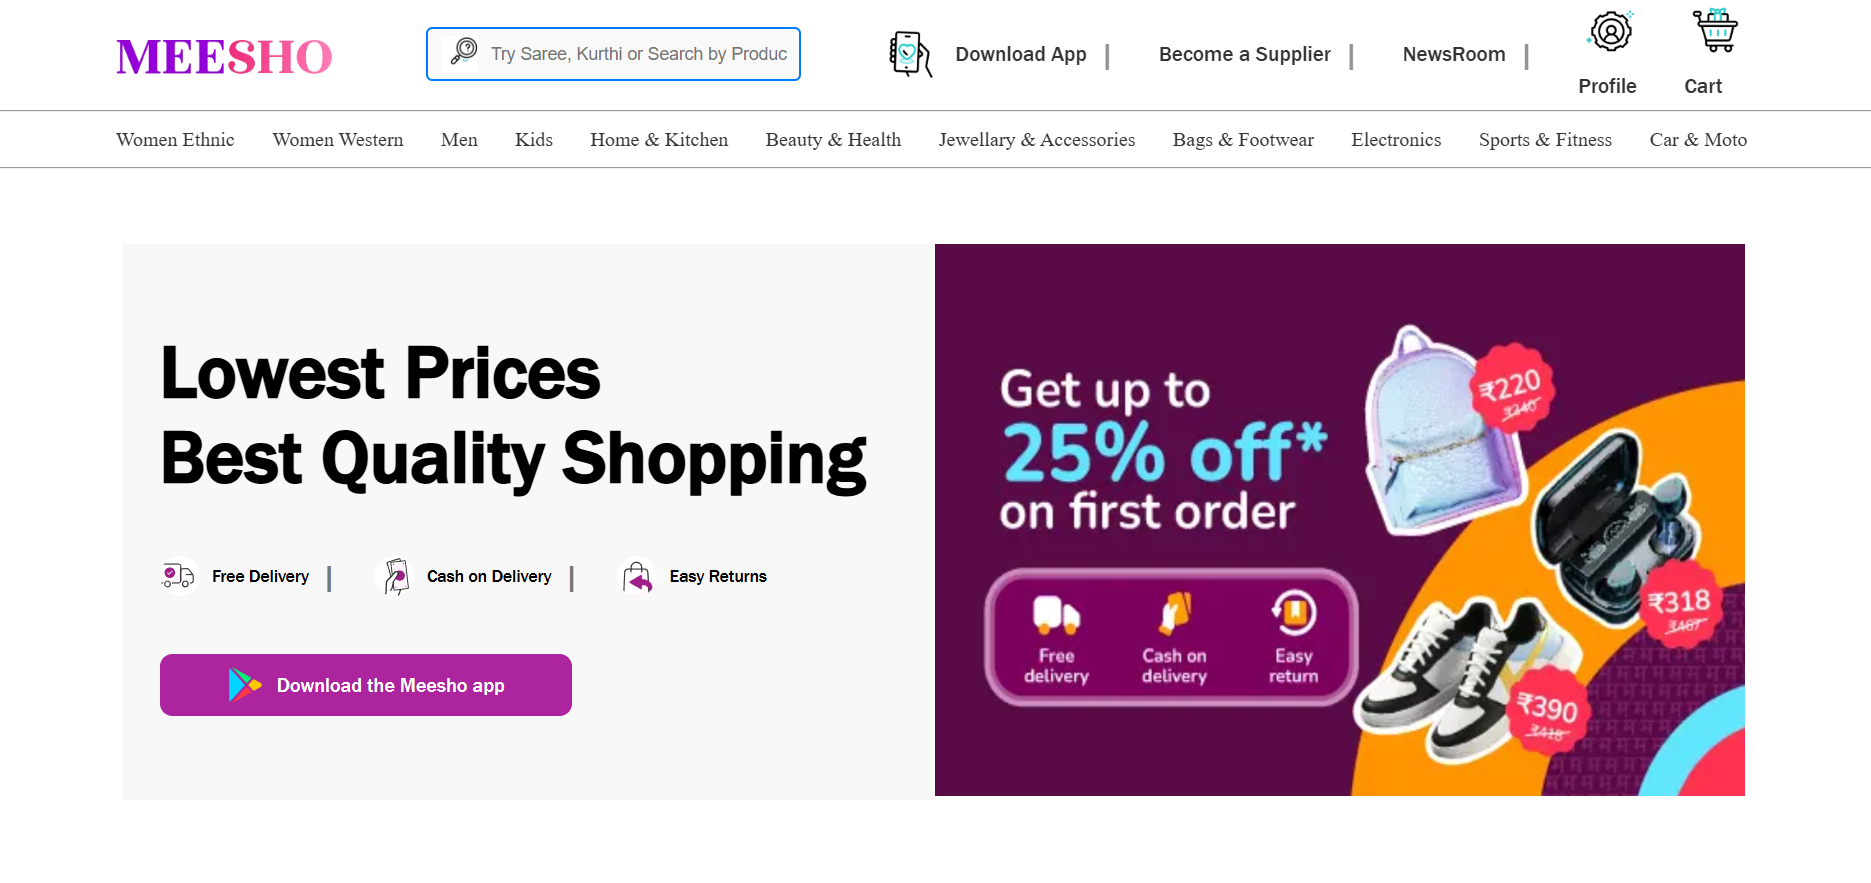 MEESHO
Try Saree, Kurthi or Search by Produc
Download App |
Become a Supplier |
NewsRoom |
Profile
Cart
Women Ethnic
Women Western
Men
Kids
Home & Kitchen
Beauty & Health
Jewellary & Accessories
Bags & Footwear
Electronics
Sports & Fitness
Car & Moto
Lowest Prices
Best Quality Shopping
Free Delivery |
Cash on Delivery |
Easy Returns
Download the Meesho app
Get up to
25% off*
on first order
Free
delivery
Cash on
delivery
Easy
return
₹220
₹318
₹390
₹418